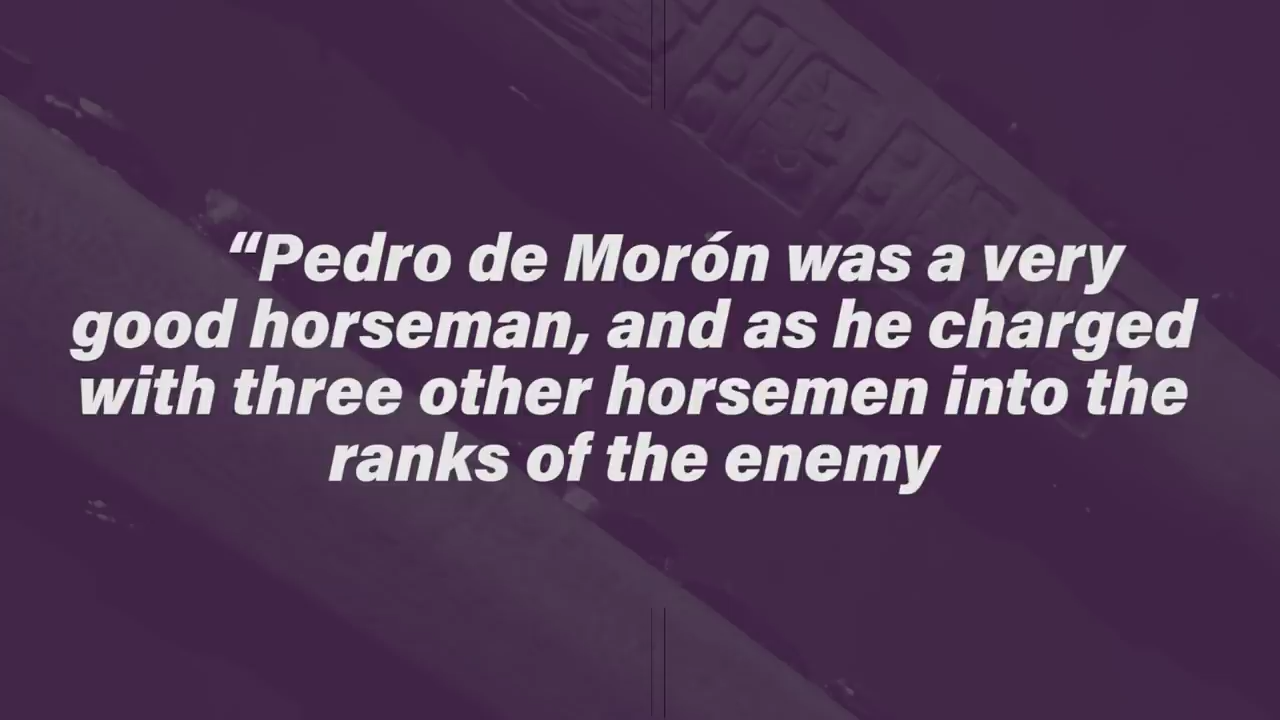 “Pedro de Morón was a very
good horseman, and as he charged
with three other horsemen into the
ranks of the enemy